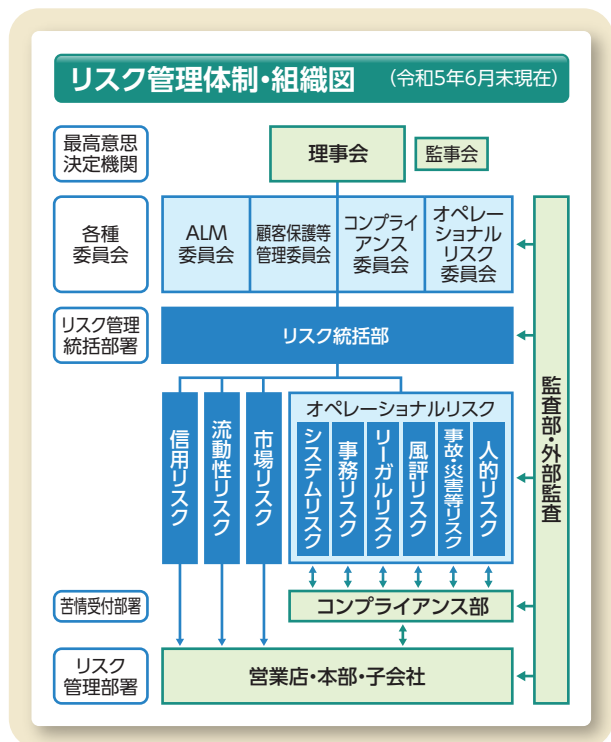 リスク管理体制・組織図 (令和5年6月末現在)
最高意思
決定機関
理事会
監事会
各種
委員会
ALM
委員会
顧客保護等
管理委員会
コンプライ
アンス
委員会
オペレー
ショナル
リスク
委員会
リスク管理
統括部署
リスク統括部
信用リスク
流動性リスク
市場リスク
オペレーショナルリスク
システムリスク
事務リスク
リーガルリスク
風評リスク
事故・災害等リスク
人的リスク
監査部・外部監査
苦情受付部署
コンプライアンス部
リスク
管理部署
営業店・本部・子会社